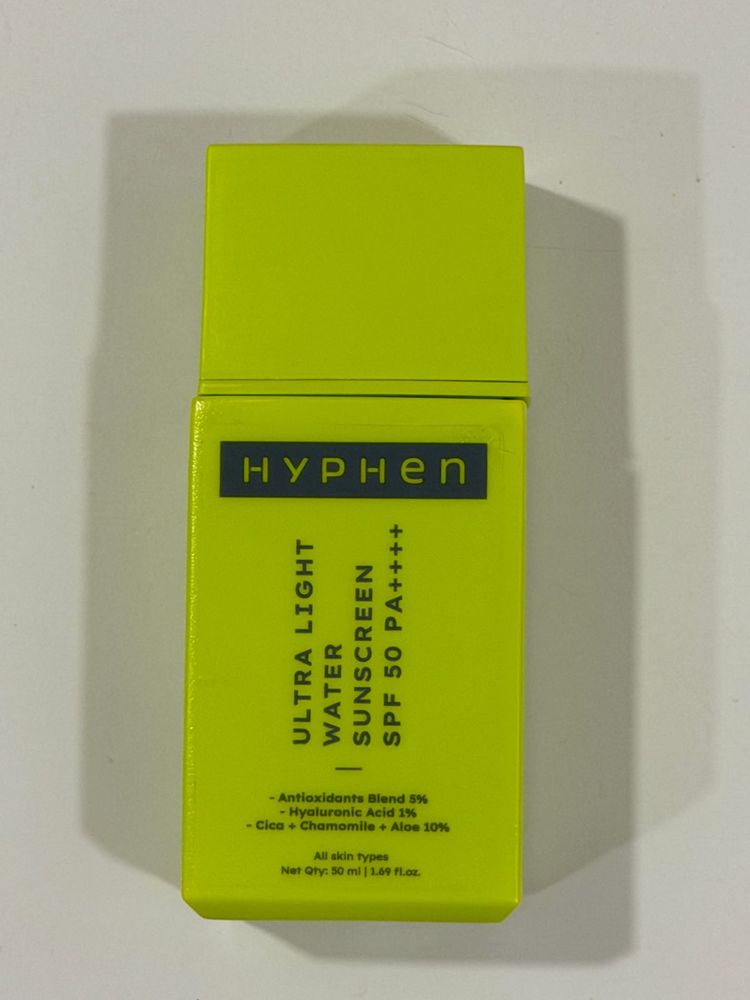 HYPHen
ULTRA LIGHT
WATER
SUNSCREEN
SPF 50 PA++++
- Antioxidants Blend 5%
- Hyaluronic Acid 1%
- Cica + Chamomile + Aloe 10%
All skin types
Net Qty: 50 ml | 1.69 fl.oz.